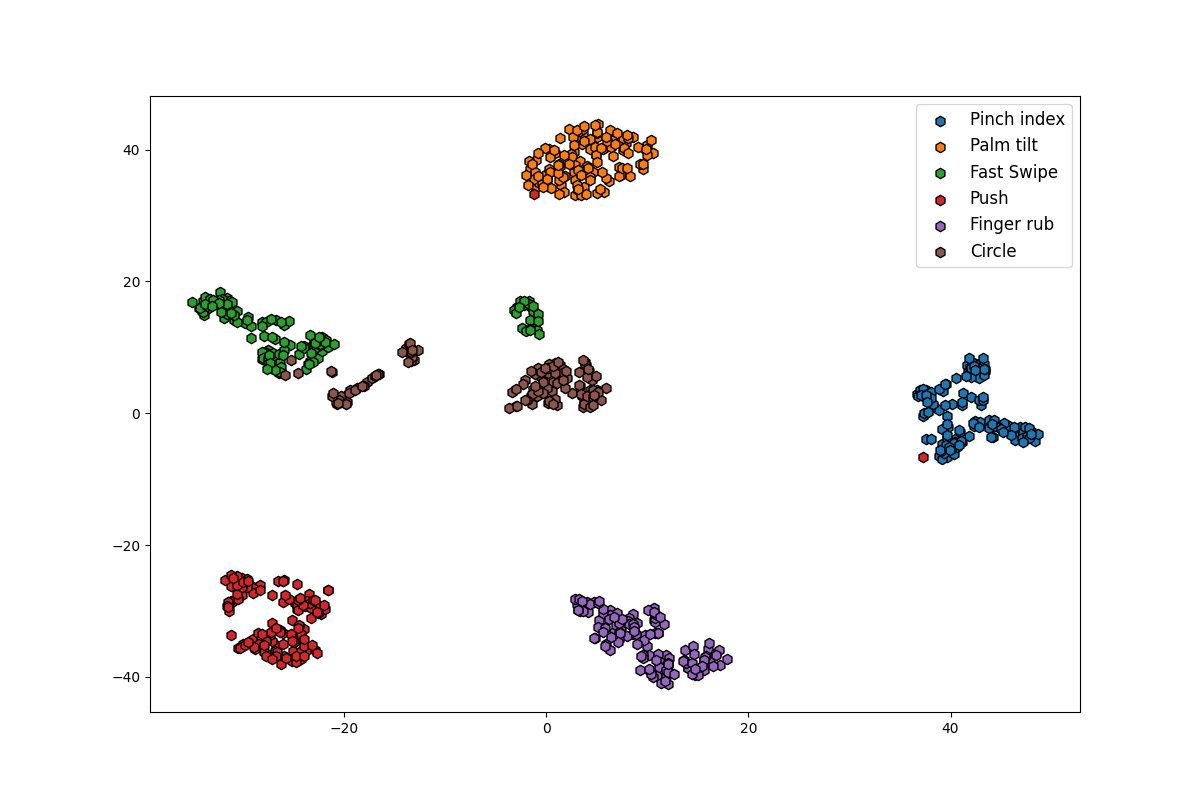 Pinch index
Palm tilt
Fast Swipe
Push
Finger rub
Circle
40
20
0
−20
−40
−20
0
20
40